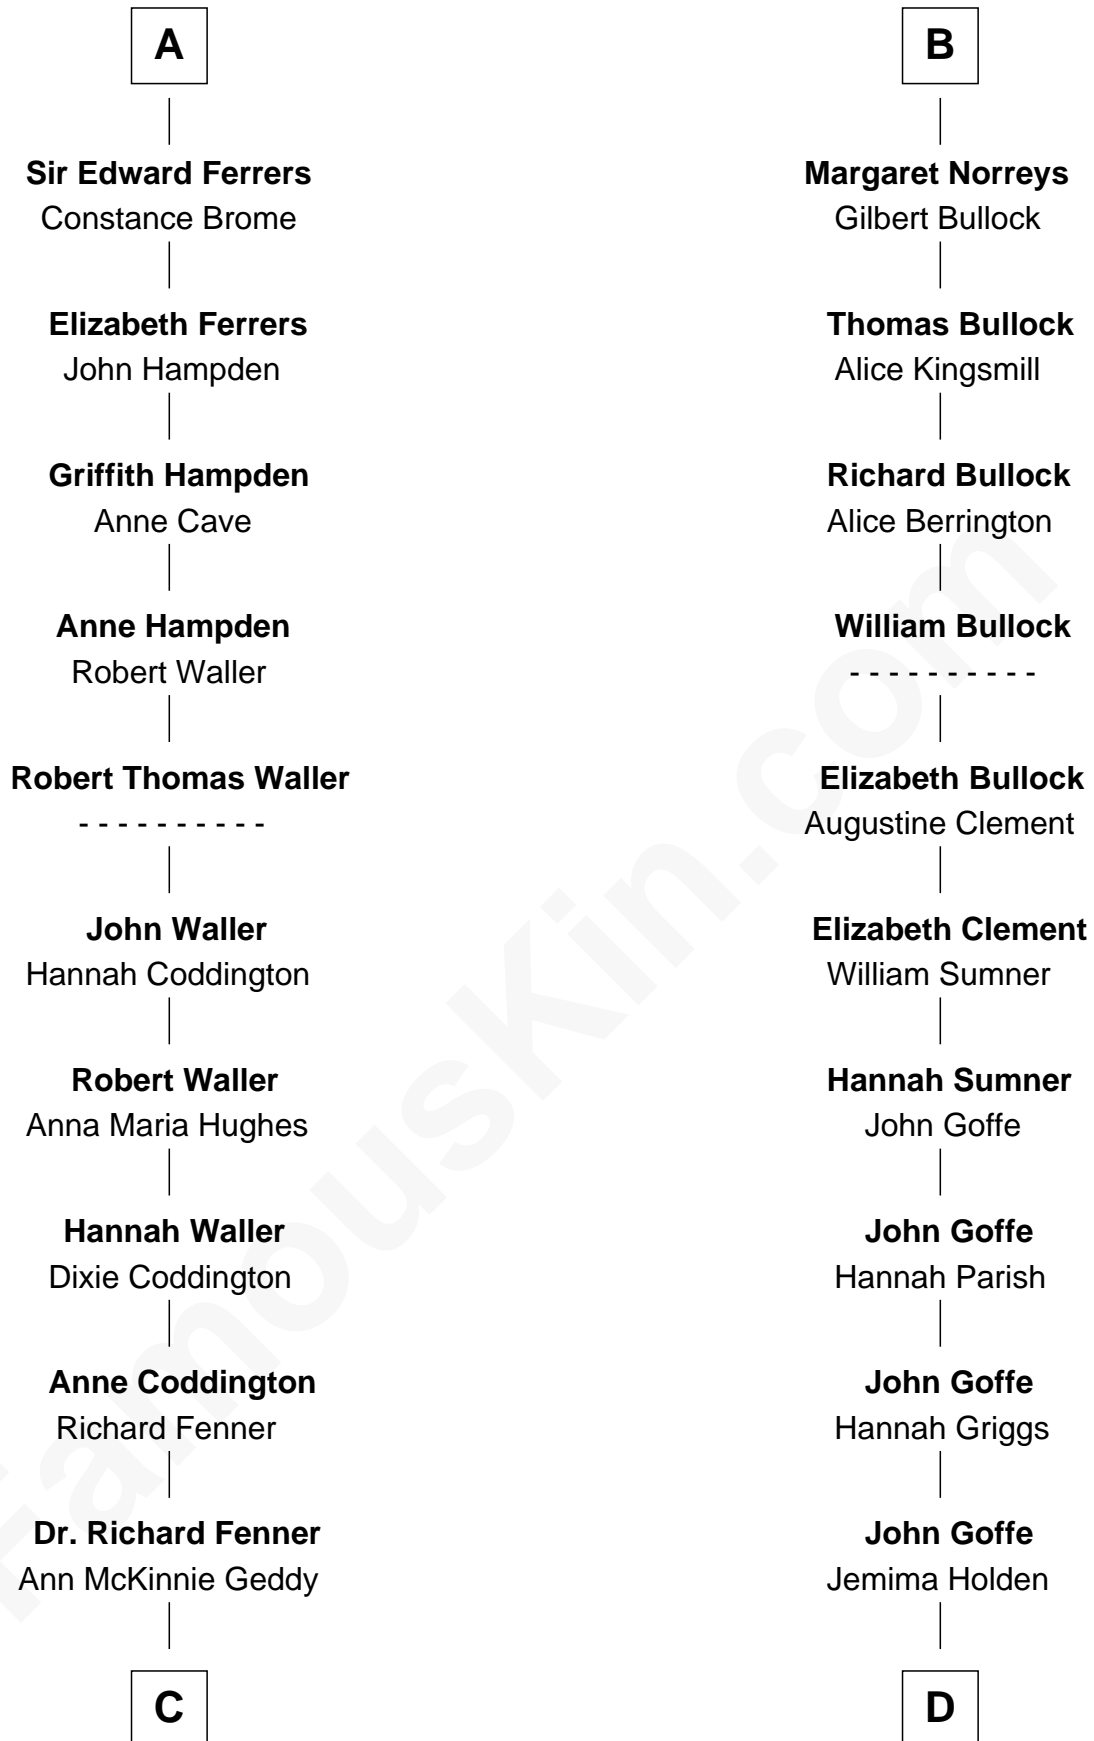 A
Sir Edward Ferrers
Constance Brome
Elizabeth Ferrers
John Hampden
Griffith Hampden
Anne Cave
Anne Hampden
Robert Waller
Robert Thomas Waller
- - - - - - - - - -
John Waller
Hannah Coddington
Robert Waller
Anna Maria Hughes
Hannah Waller
Dixie Coddington
Anne Coddington
Richard Fenner
Dr. Richard Fenner
Ann McKinnie Geddy
C
B
Margaret Norreys
Gilbert Bullock
Thomas Bullock
Alice Kingsmill
Richard Bullock
Alice Berrington
William Bullock
- - - - - - - - - -
Elizabeth Bullock
Augustine Clement
Elizabeth Clement
William Sumner
Hannah Sumner
John Goffe
John Goffe
Hannah Parish
John Goffe
Hannah Griggs
John Goffe
Jemima Holden
D
FamousKin.com